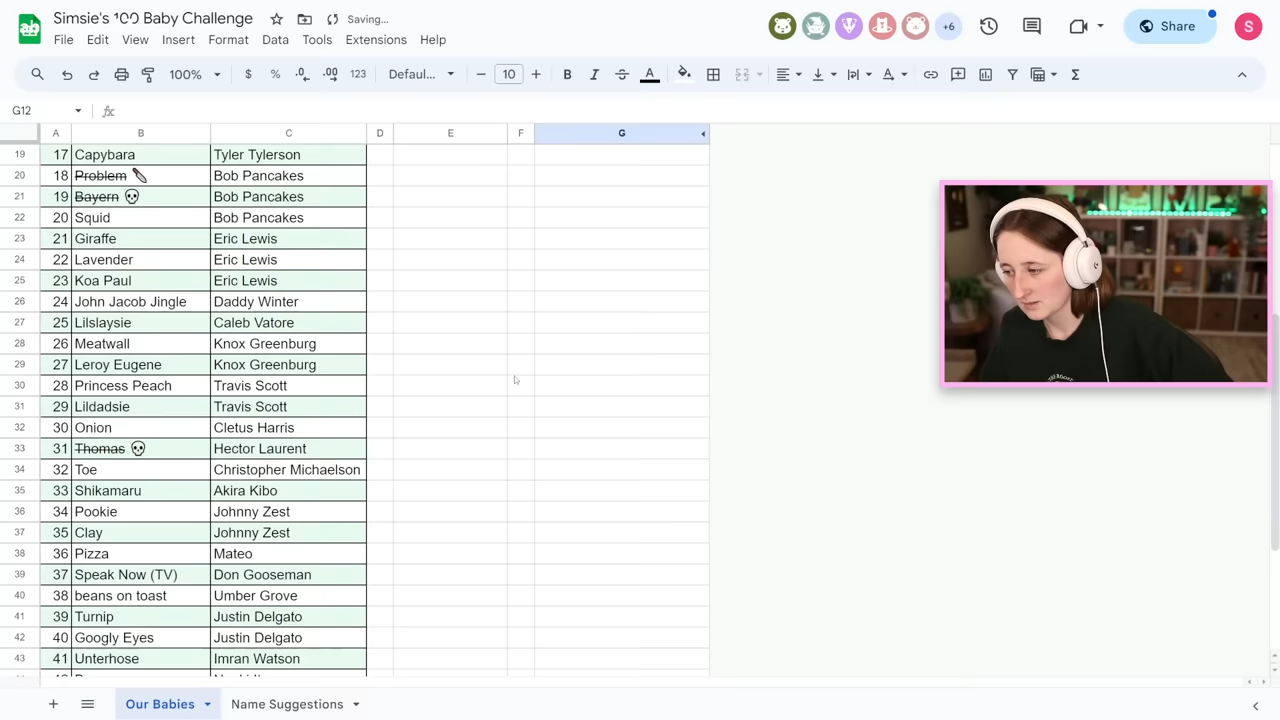 Simsie's 100 Baby Challenge
Saving...
File Edit View Insert Format Data Tools Extensions Help
+6
Share
S
100%
$ % .0 .00 123
Defaul...
10
B I A
G12
fx
A B C D E F G
19 17 Capybara Tyler Tylerson
20 18 Problem Bob Pancakes
21 19 Bayern Bob Pancakes
22 20 Squid Bob Pancakes
23 21 Giraffe Eric Lewis
24 22 Lavender Eric Lewis
25 23 Koa Paul Eric Lewis
26 24 John Jacob Jingle Daddy Winter
27 25 Lilslaysie Caleb Vatore
28 26 Meatwall Knox Greenburg
29 27 Leroy Eugene Knox Greenburg
30 28 Princess Peach Travis Scott
31 29 Lildadsie Travis Scott
32 30 Onion Cletus Harris
33 31 Thomas Hector Laurent
34 32 Toe Christopher Michaelson
35 33 Shikamaru Akira Kibo
36 34 Pookie Johnny Zest
37 35 Clay Johnny Zest
38 36 Pizza Mateo
39 37 Speak Now (TV) Don Gooseman
40 38 beans on toast Umber Grove
41 39 Turnip Justin Delgato
42 40 Googly Eyes Justin Delgato
43 41 Unterhose Imran Watson
Our Babies Name Suggestions